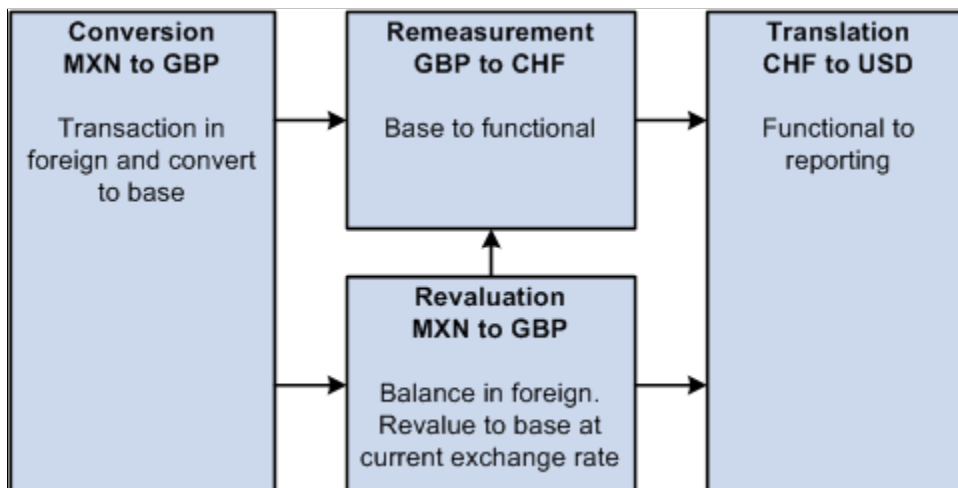 Conversion
MXN to GBP
Transaction in
foreign and convert
to base
Remeasurement
GBP to CHF
Base to functional
Translation
CHF to USD
Functional to
reporting
Revaluation
MXN to GBP
Balance in foreign.
Revalue to base at
current exchange rate